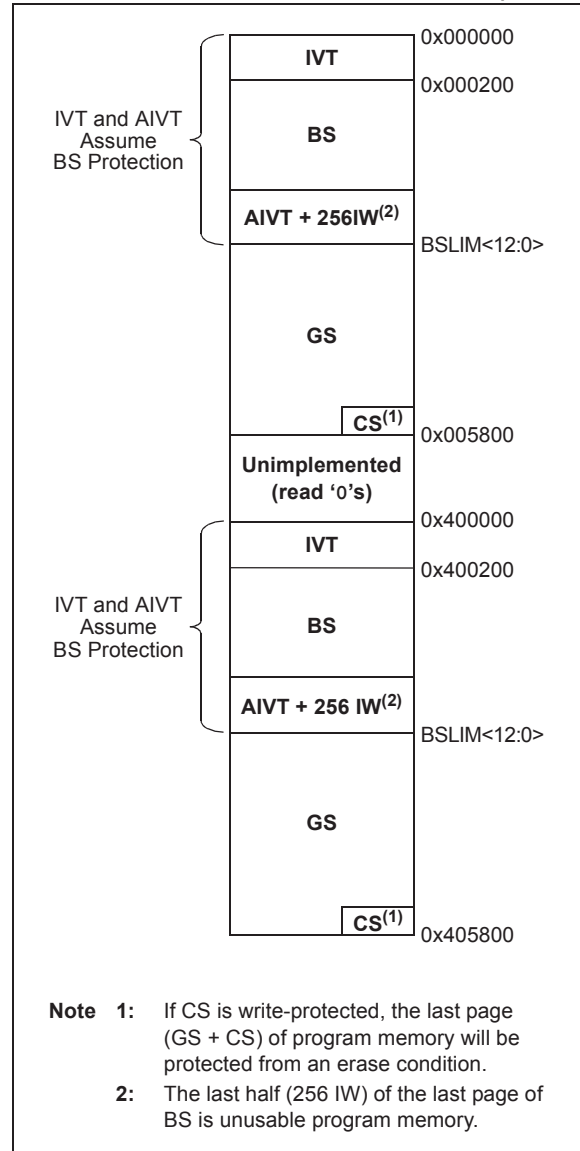 0x000000
IVT
0x000200
IVT and AIVT
Assume
BS Protection
BS
AIVT + 256IW(2)
BSLIM<12:0>
GS
CS(1)
0x005800
Unimplemented
(read ‘0’s)
0x400000
IVT
0x400200
IVT and AIVT
Assume
BS Protection
BS
AIVT + 256 IW(2)
BSLIM<12:0>
GS
CS(1)
0x405800
Note 1: If CS is write-protected, the last page
(GS + CS) of program memory will be
protected from an erase condition.
2: The last half (256 IW) of the last page of
BS is unusable program memory.